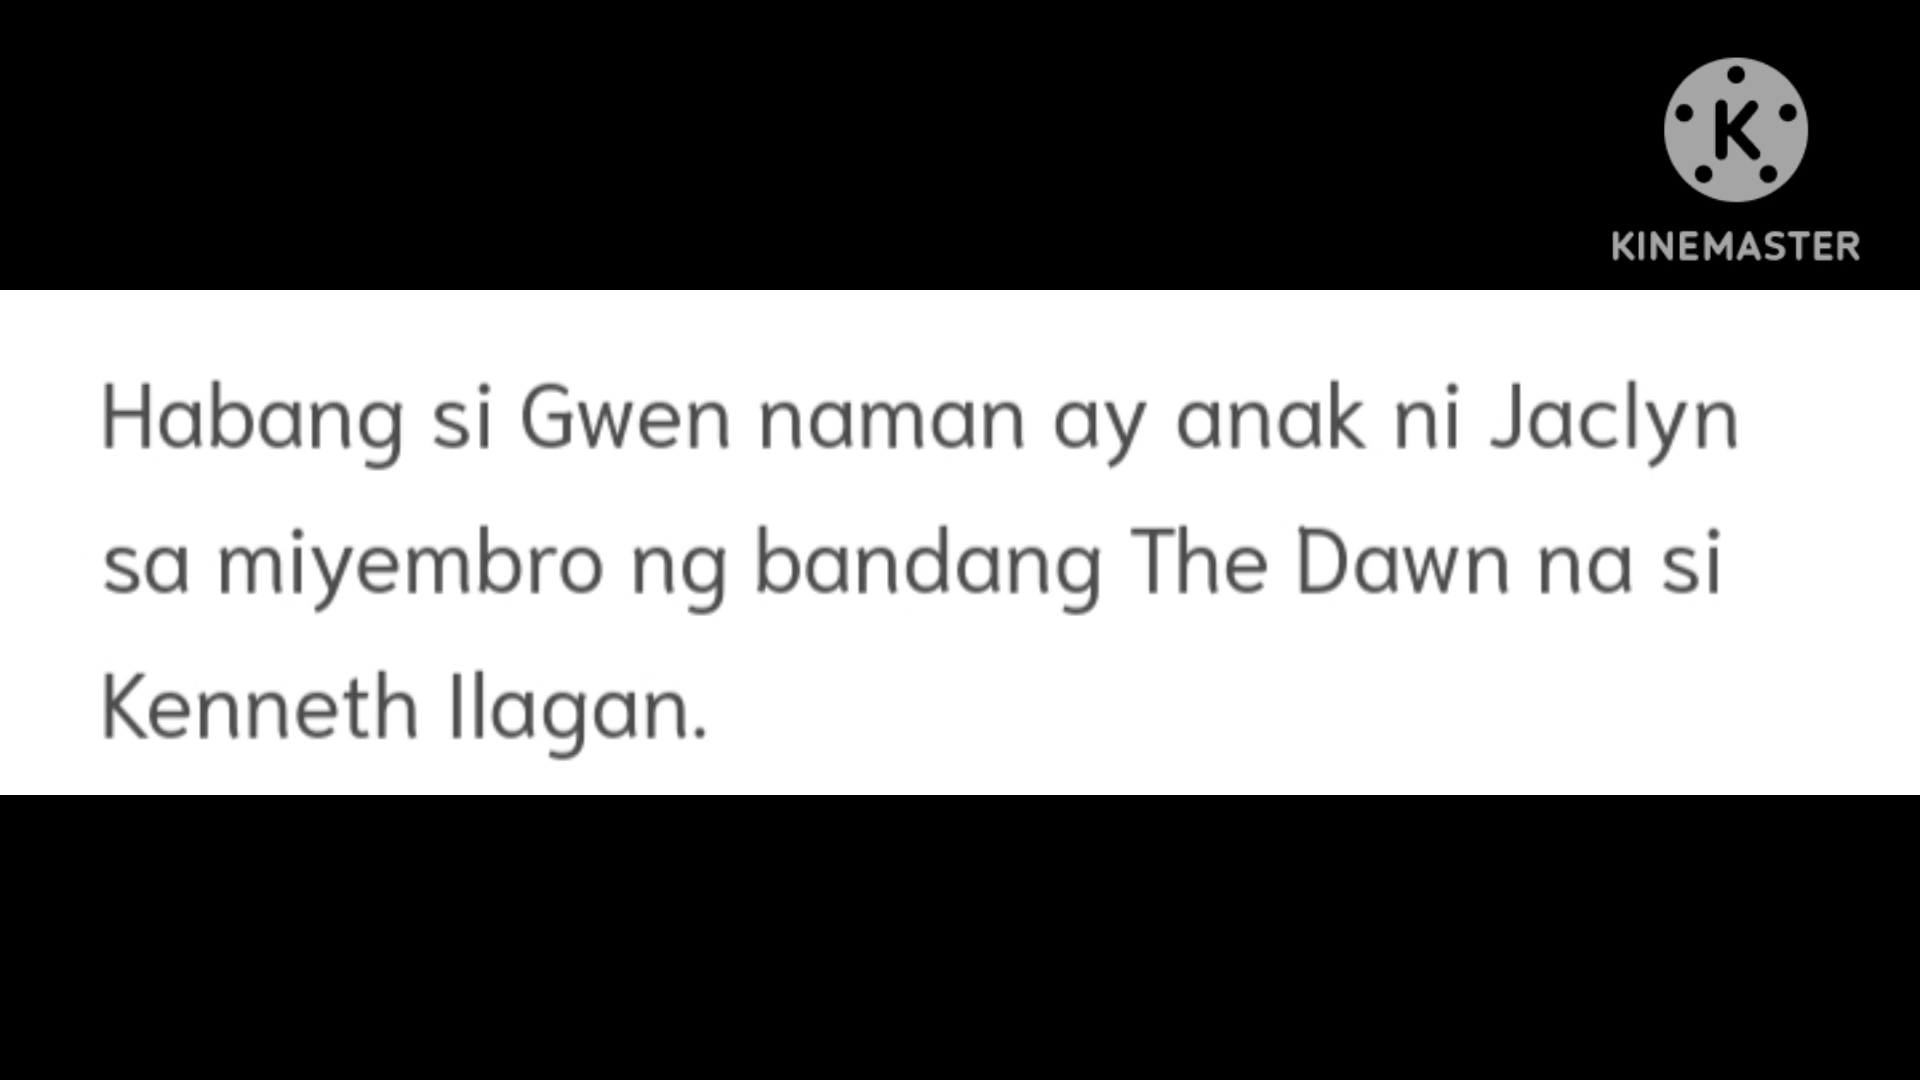 K
KINEMASTER
Habang si Gwen naman ay anak ni Jaclyn
sa miyembro ng bandang The Dawn na si
Kenneth Ilagan.